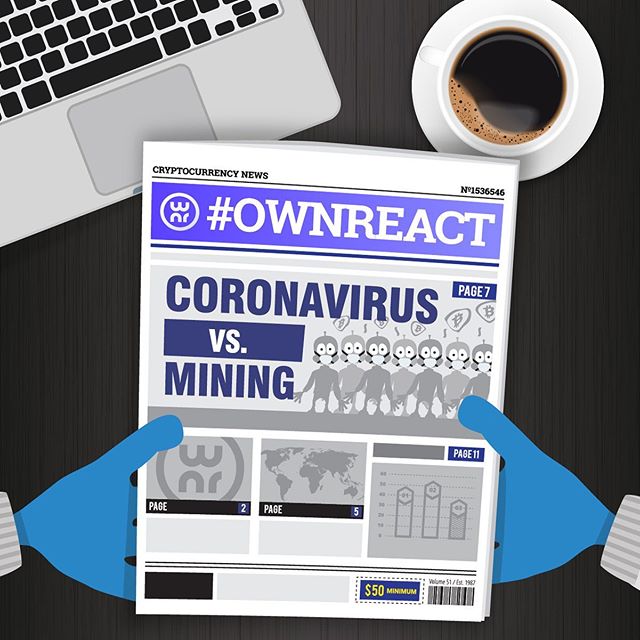 CRYPTOCURRENCY NEWS
Nº1536546
#OWNREACT
CORONAVIRUS
PAGE 7
VS.
MINING
PAGE 11
PAGE 2
PAGE 5
$50 MINIMUM
Volume 51 / Est. 1987